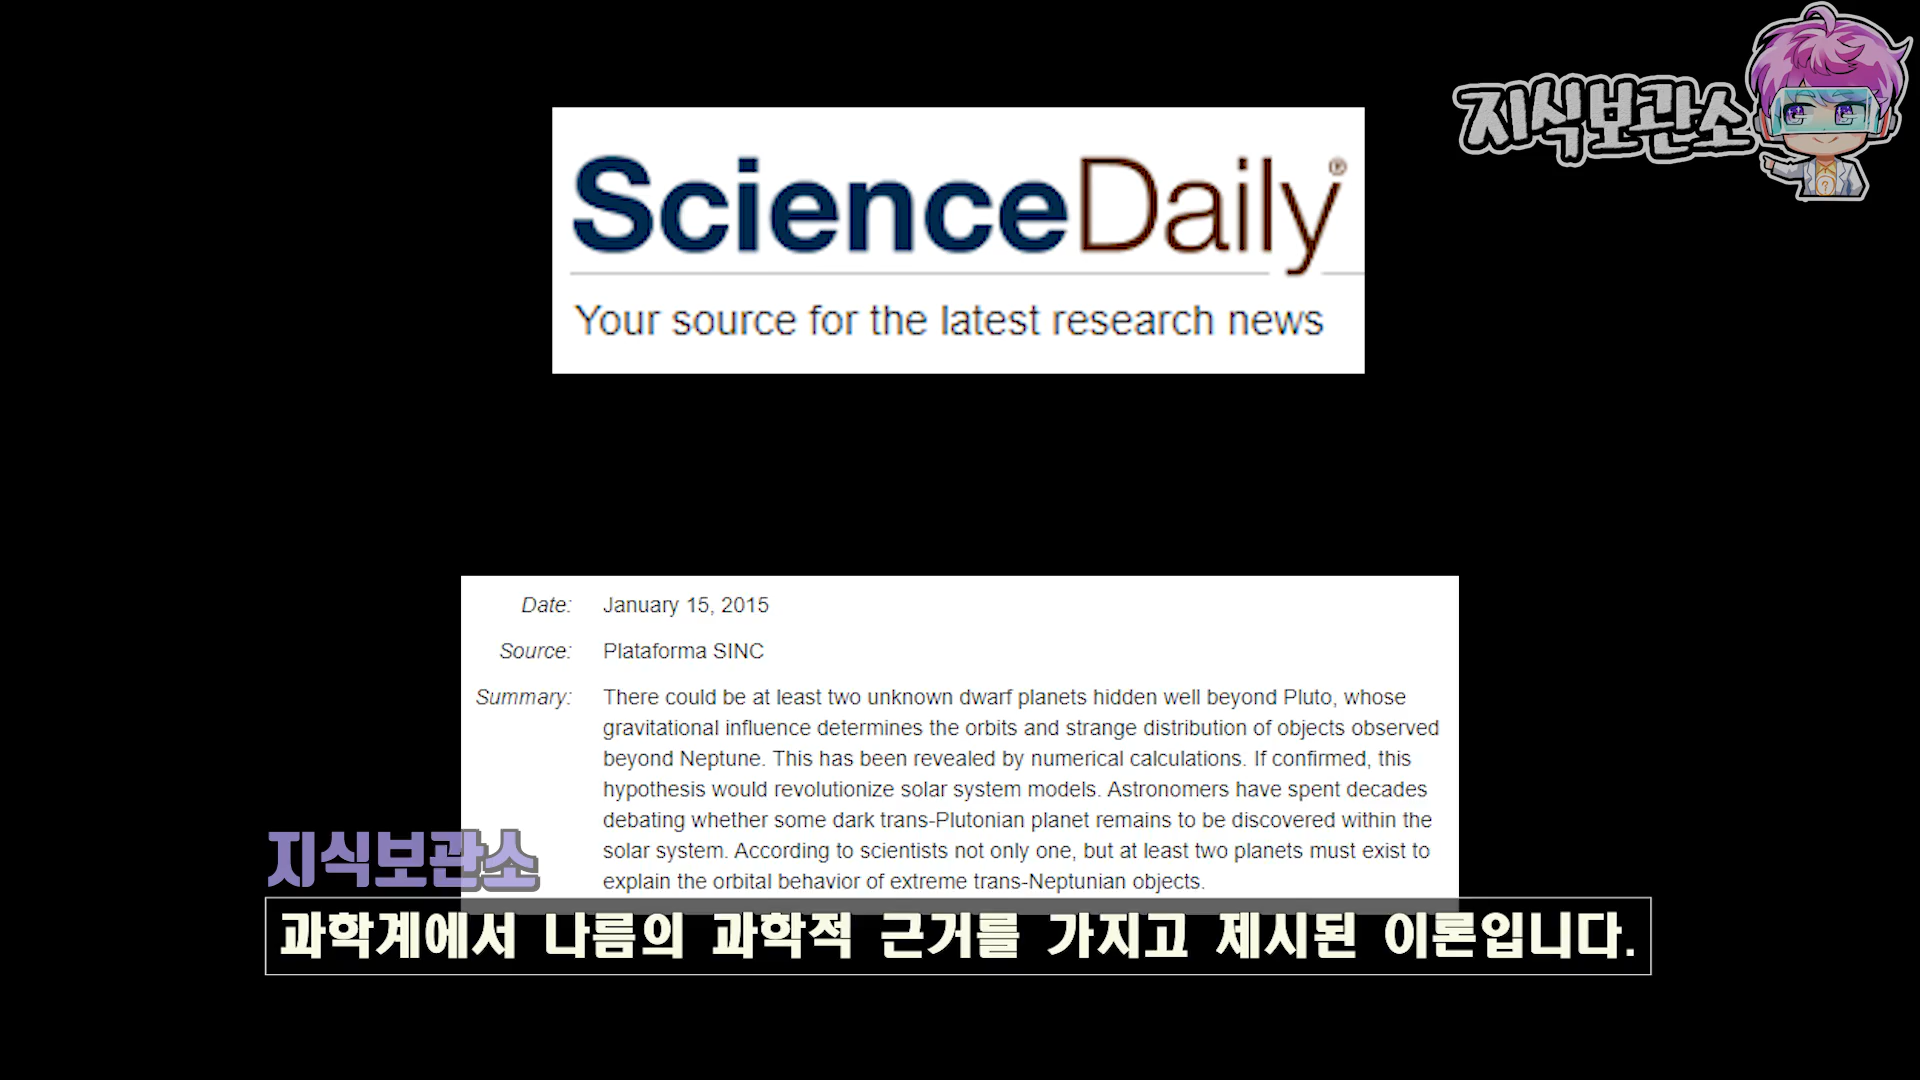 지식보관소
ScienceDaily®
Your source for the latest research news
Date: January 15, 2015
Source: Plataforma SINC
Summary: There could be at least two unknown dwarf planets hidden well beyond Pluto, whose
gravitational influence determines the orbits and strange distribution of objects observed
beyond Neptune. This has been revealed by numerical calculations. If confirmed, this
hypothesis would revolutionize solar system models. Astronomers have spent decades
debating whether some dark trans-Plutonian planet remains to be discovered within the
solar system. According to scientists not only one, but at least two planets must exist to
explain the orbital behavior of extreme trans-Neptunian objects.
지식보관소
과학계에서 나름의 과학적 근거를 가지고 제시된 이론입니다.